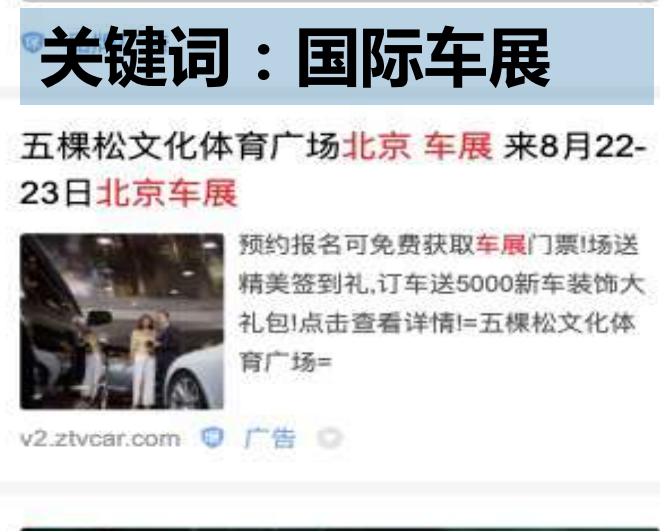 关键词：国际车展
五棵松文化体育广场北京 车展 来8月22-
23日北京车展
预约报名可免费获取车展门票!场送
精美签到礼,订车送5000新车装饰大
礼包!点击查看详情!=五棵松文化体
育广场=
v2.ztvcar.com 保 广告